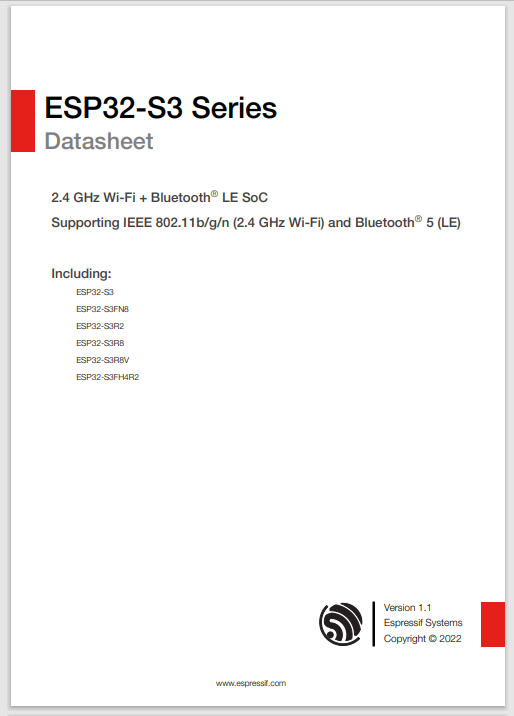 ESP32-S3 Series
Datasheet
2.4 GHz Wi-Fi + Bluetooth® LE SoC
Supporting IEEE 802.11b/g/n (2.4 GHz Wi-Fi) and Bluetooth® 5 (LE)
Including:
ESP32-S3
ESP32-S3FN8
ESP32-S3R2
ESP32-S3R8
ESP32-S3R8V
ESP32-S3FH4R2
Version 1.1
Espressif Systems
Copyright © 2022
www.espressif.com